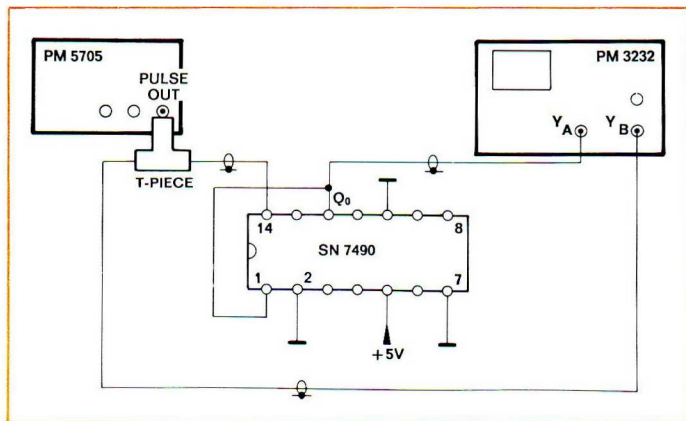 PM 5705
PULSE
OUT
T-PIECE
PM 3232
Y A
Y B
Q0
14
8
SN 7490
1
2
7
+5V